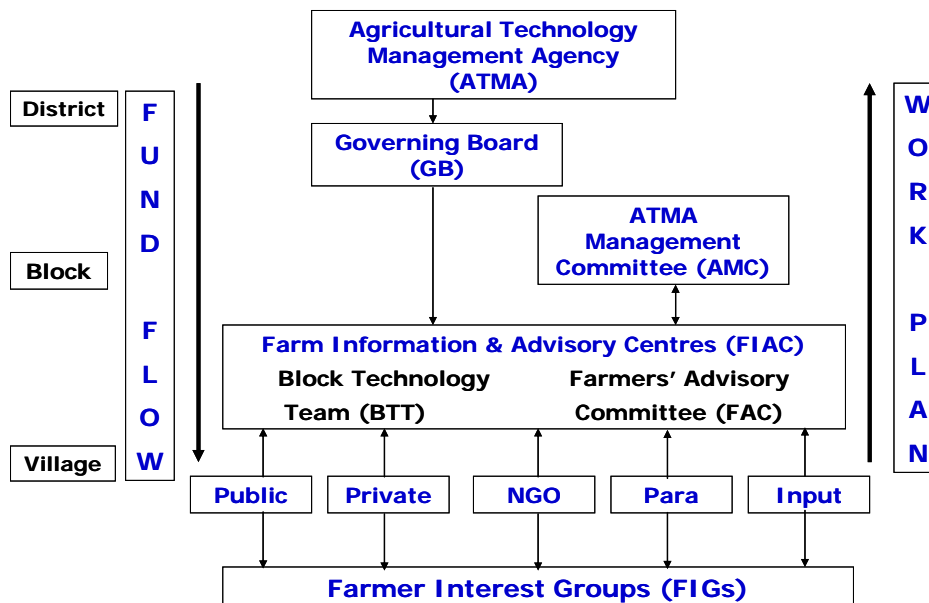 Agricultural Technology
Management Agency
(ATMA)
District
FUND FLOW
WORK PLAN
Governing Board
(GB)
ATMA
Management
Committee (AMC)
Block
Farm Information & Advisory Centres (FIAC)
Block Technology
Team (BTT)
Farmers’ Advisory
Committee (FAC)
Village
Public
Private
NGO
Para
Input
Farmer Interest Groups (FIGs)